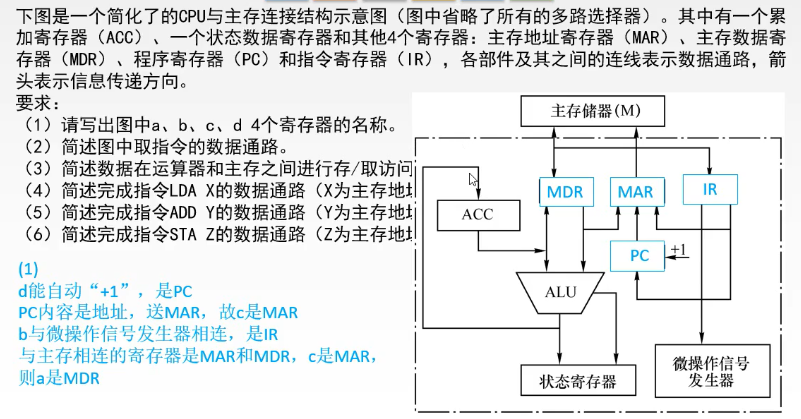 下图是一个简化了的CPU与主存连接结构示意图（图中省略了所有的多路选择器）。其中有一个累
加寄存器（ACC）、一个状态数据寄存器和其他4个寄存器：主存地址寄存器（MAR）、主存数据寄
存器（MDR）、程序寄存器（PC）和指令寄存器（IR），各部件及其之间的连线表示数据通路，箭
头表示信息传递方向。
要求：
（1）请写出图中a、b、c、d 4个寄存器的名称。
（2）简述图中取指令的数据通路。
（3）简述数据在运算器和主存之间进行存/取访问
（4）简述完成指令LDA X的数据通路（X为主存地
（5）简述完成指令ADD Y的数据通路（Y为主存地
（6）简述完成指令STA Z的数据通路（Z为主存地
(1)
d能自动“+1”，是PC
PC内容是地址，送MAR，故c是MAR
b与微操作信号发生器相连，是IR
与主存相连的寄存器是MAR和MDR，c是MAR，
则a是MDR
主存储器(M)
MDR
MAR
IR
ACC
PC
+1
ALU
状态寄存器
微操作信号
发生器